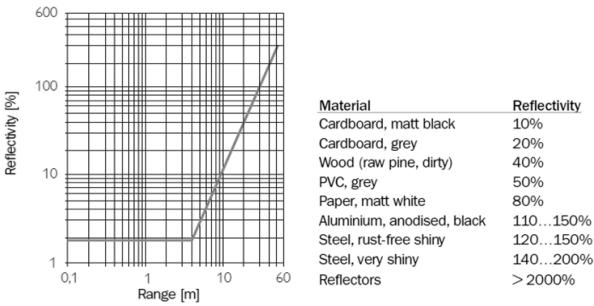 600
100
10
1
0,1 1 10 60
Range [m]
Reflectivity [%]
Material Reflectivity
Cardboard, matt black 10%
Cardboard, grey 20%
Wood (raw pine, dirty) 40%
PVC, grey 50%
Paper, matt white 80%
Aluminium, anodised, black 110...150%
Steel, rust-free shiny 120...150%
Steel, very shiny 140...200%
Reflectors > 2000%